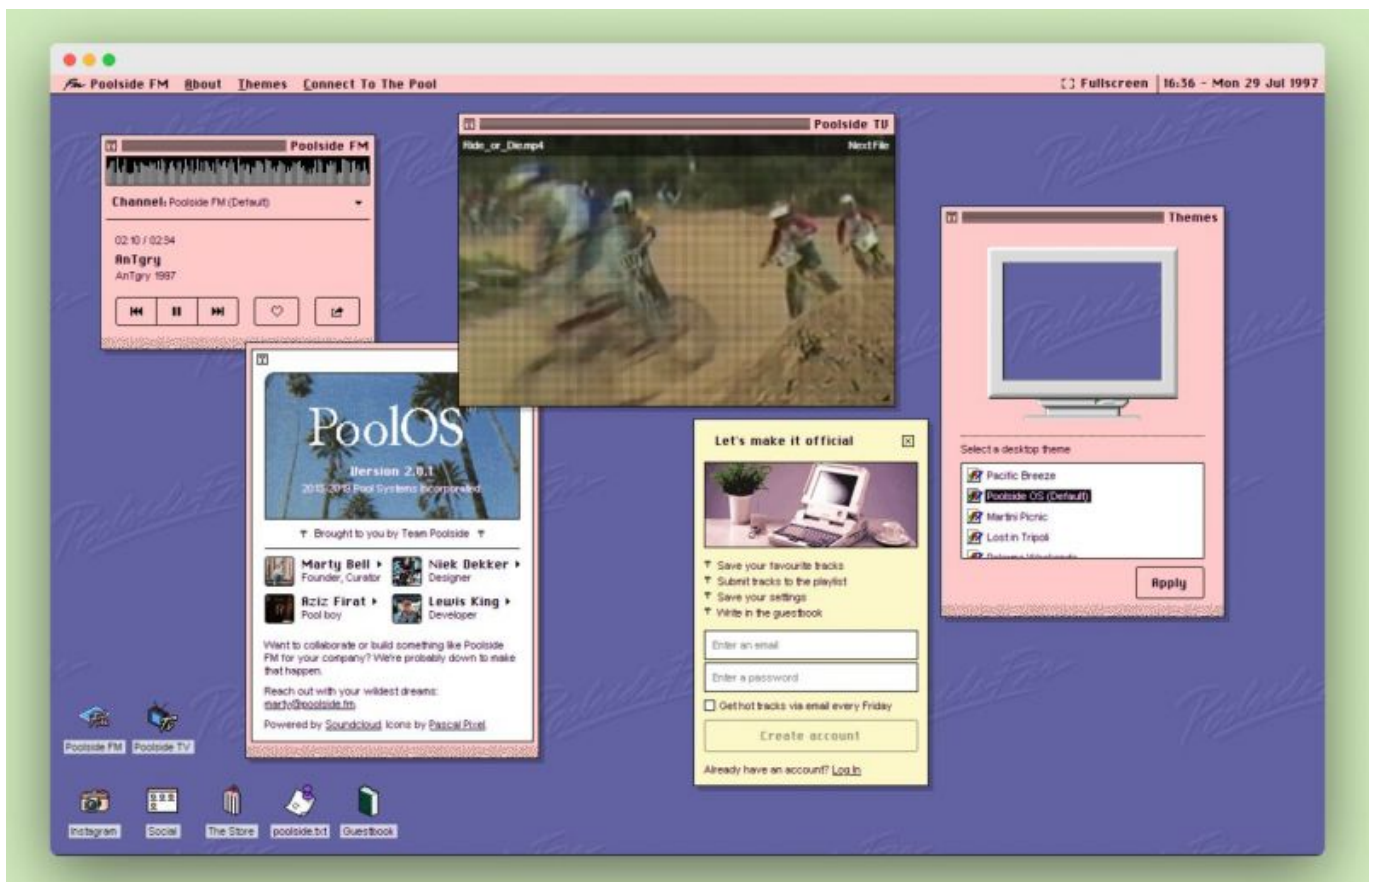 Poolside FM About Themes Connect To The Pool
Fullscreen 16:36 - Mon 29 Jul 1997
Poolside FM
Channel: Poolside FM (Default)
02:10 / 02:34
AnTgry
AnTgry 1997
Poolside TV
Ride_or_Die.mp4 Next File
PoolOS
Version 2.0.1
Pool Systems Incorporated
Brought to you by Team Poolside
Marty Bell
Founder, Curator
Niek Dekker
Designer
Aziz Firat
Pool boy
Lewis King
Developer
Want to collaborate or build something like Poolside
FM for your company? We're probably down to make
that happen.
Reach out with your wildest dreams:
marty@poolside.fm.
Powered by Soundcloud. Icons by Pascal Pixel.
Let's make it official
Save your favourite tracks
Submit tracks to the playlist
Save your settings
Write in the guestbook
Enter an email
Enter a password
Get hot tracks via email every Friday
Create account
Already have an account? Log In
Themes
Select a desktop theme
Pacific Breeze
Poolside OS (Default)
Martini Picnic
Lost in Tripoli
Apply
Poolside FM
Poolside TV
Instagram
Social
The Store
poolside.txt
Guestbook